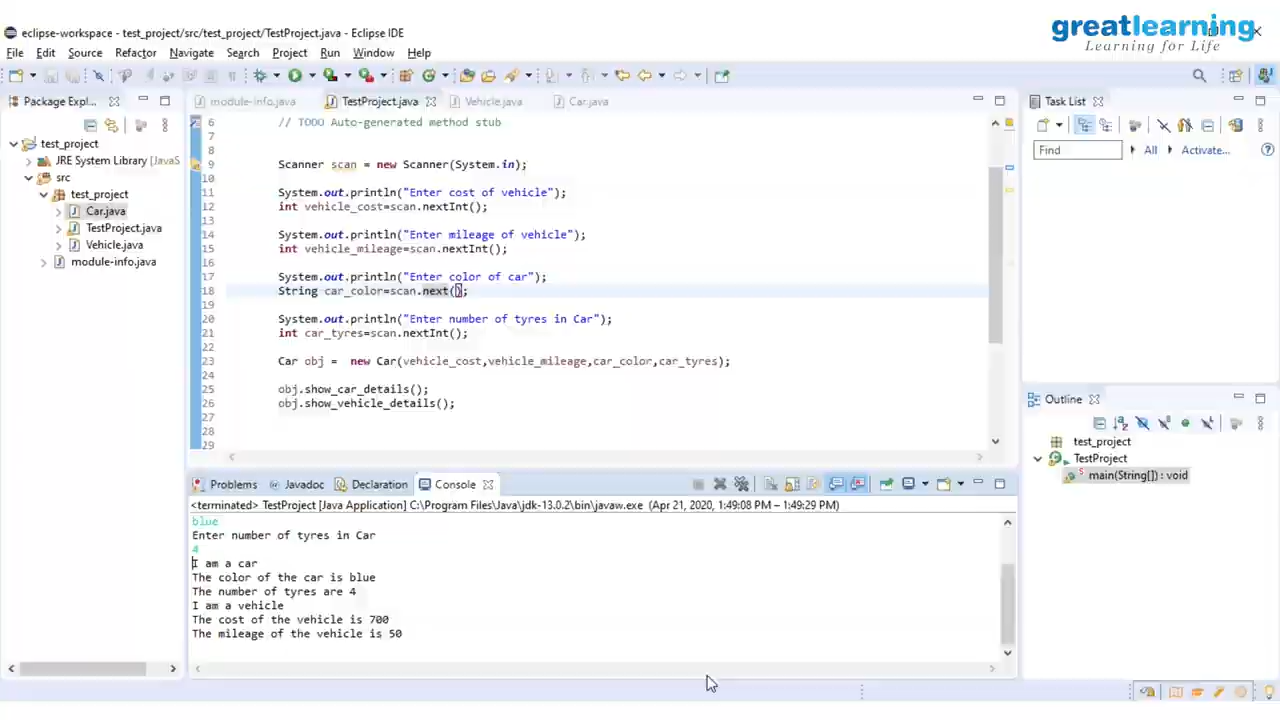 eclipse-workspace - test_project/src/test_project/TestProject.java - Eclipse IDE
greatlearning
Learning for Life
File Edit Source Refactor Navigate Search Project Run Window Help
Package Expl...
module-info.java TestProject.java Vehicle.java Car.java
Task List
test_project
JRE System Library [JavaS
src
test_project
Car.java
TestProject.java
Vehicle.java
module-info.java
6 // TODO Auto-generated method stub
7
8
9 Scanner scan = new Scanner(System.in);
10
11 System.out.println("Enter cost of vehicle");
12 int vehicle_cost=scan.nextInt();
13
14 System.out.println("Enter mileage of vehicle");
15 int vehicle_mileage=scan.nextInt();
16
17 System.out.println("Enter color of car");
18 String car_color=scan.next();
19
20 System.out.println("Enter number of tyres in Car");
21 int car_tyres=scan.nextInt();
22
23 Car obj = new Car(vehicle_cost,vehicle_mileage,car_color,car_tyres);
24
25 obj.show_car_details();
26 obj.show_vehicle_details();
27
28
29
Find All Activate...
Outline
test_project
TestProject
main(String[]) : void
Problems Javadoc Declaration Console
<terminated> TestProject [Java Application] C:\Program Files\Java\jdk-13.0.2\bin\javaw.exe (Apr 21, 2020, 1:49:08 PM – 1:49:29 PM)
blue
Enter number of tyres in Car
4
I am a car
The color of the car is blue
The number of tyres are 4
I am a vehicle
The cost of the vehicle is 700
The mileage of the vehicle is 50